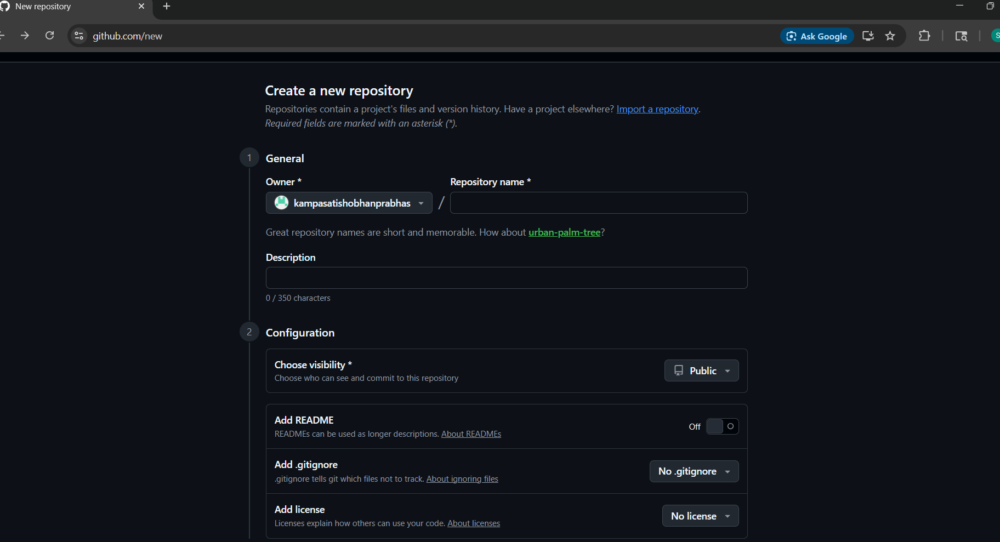 New repository
github.com/new
Ask Google
S
Create a new repository
Repositories contain a project's files and version history. Have a project elsewhere? Import a repository.
Required fields are marked with an asterisk (*).
1 General
Owner * Repository name *
kampasatishobhanprabhas /
Great repository names are short and memorable. How about urban-palm-tree?
Description
0 / 350 characters
2 Configuration
Choose visibility *
Choose who can see and commit to this repository
Public
Add README
READMEs can be used as longer descriptions. About READMEs
Off
Add .gitignore
.gitignore tells git which files not to track. About ignoring files
No .gitignore
Add license
Licenses explain how others can use your code. About licenses
No license